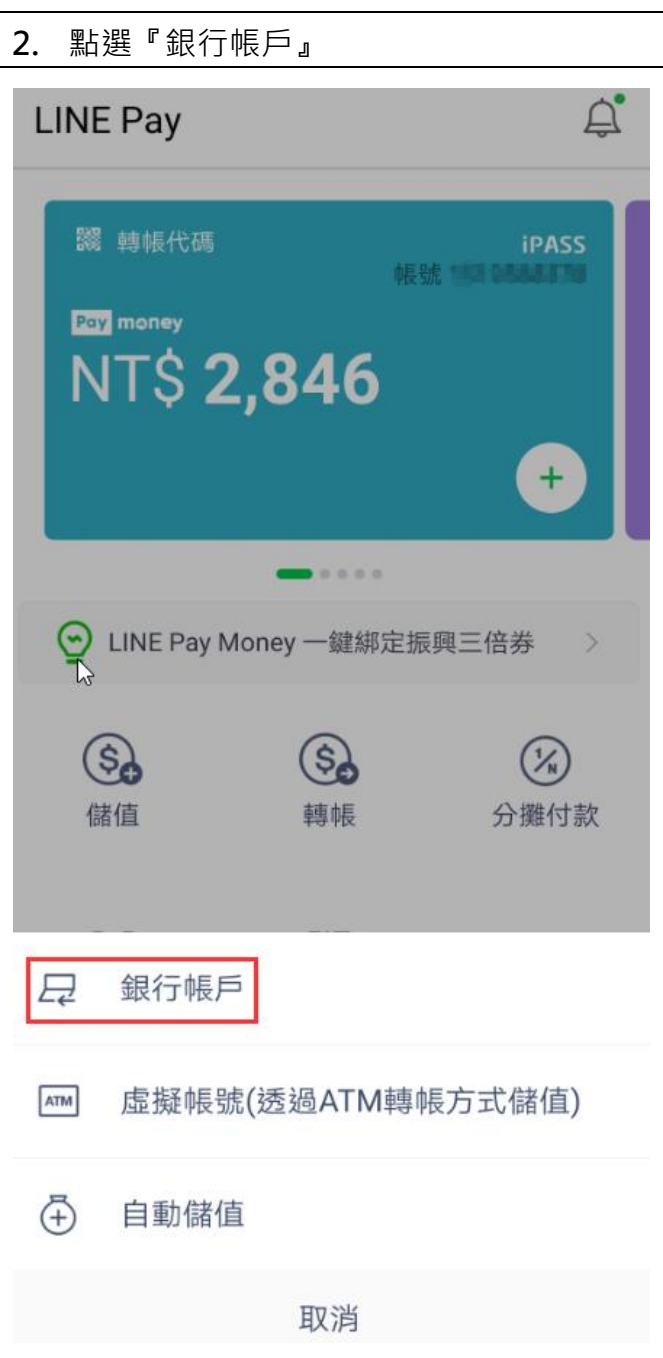 2. 點選『銀行帳戶』
LINE Pay
轉帳代碼
iPASS
帳號
Pay money
NT$ 2,846
LINE Pay Money 一鍵綁定振興三倍券
儲值
轉帳
分攤付款
銀行帳戶
ATM 虛擬帳號(透過ATM轉帳方式儲值)
自動儲值
取消